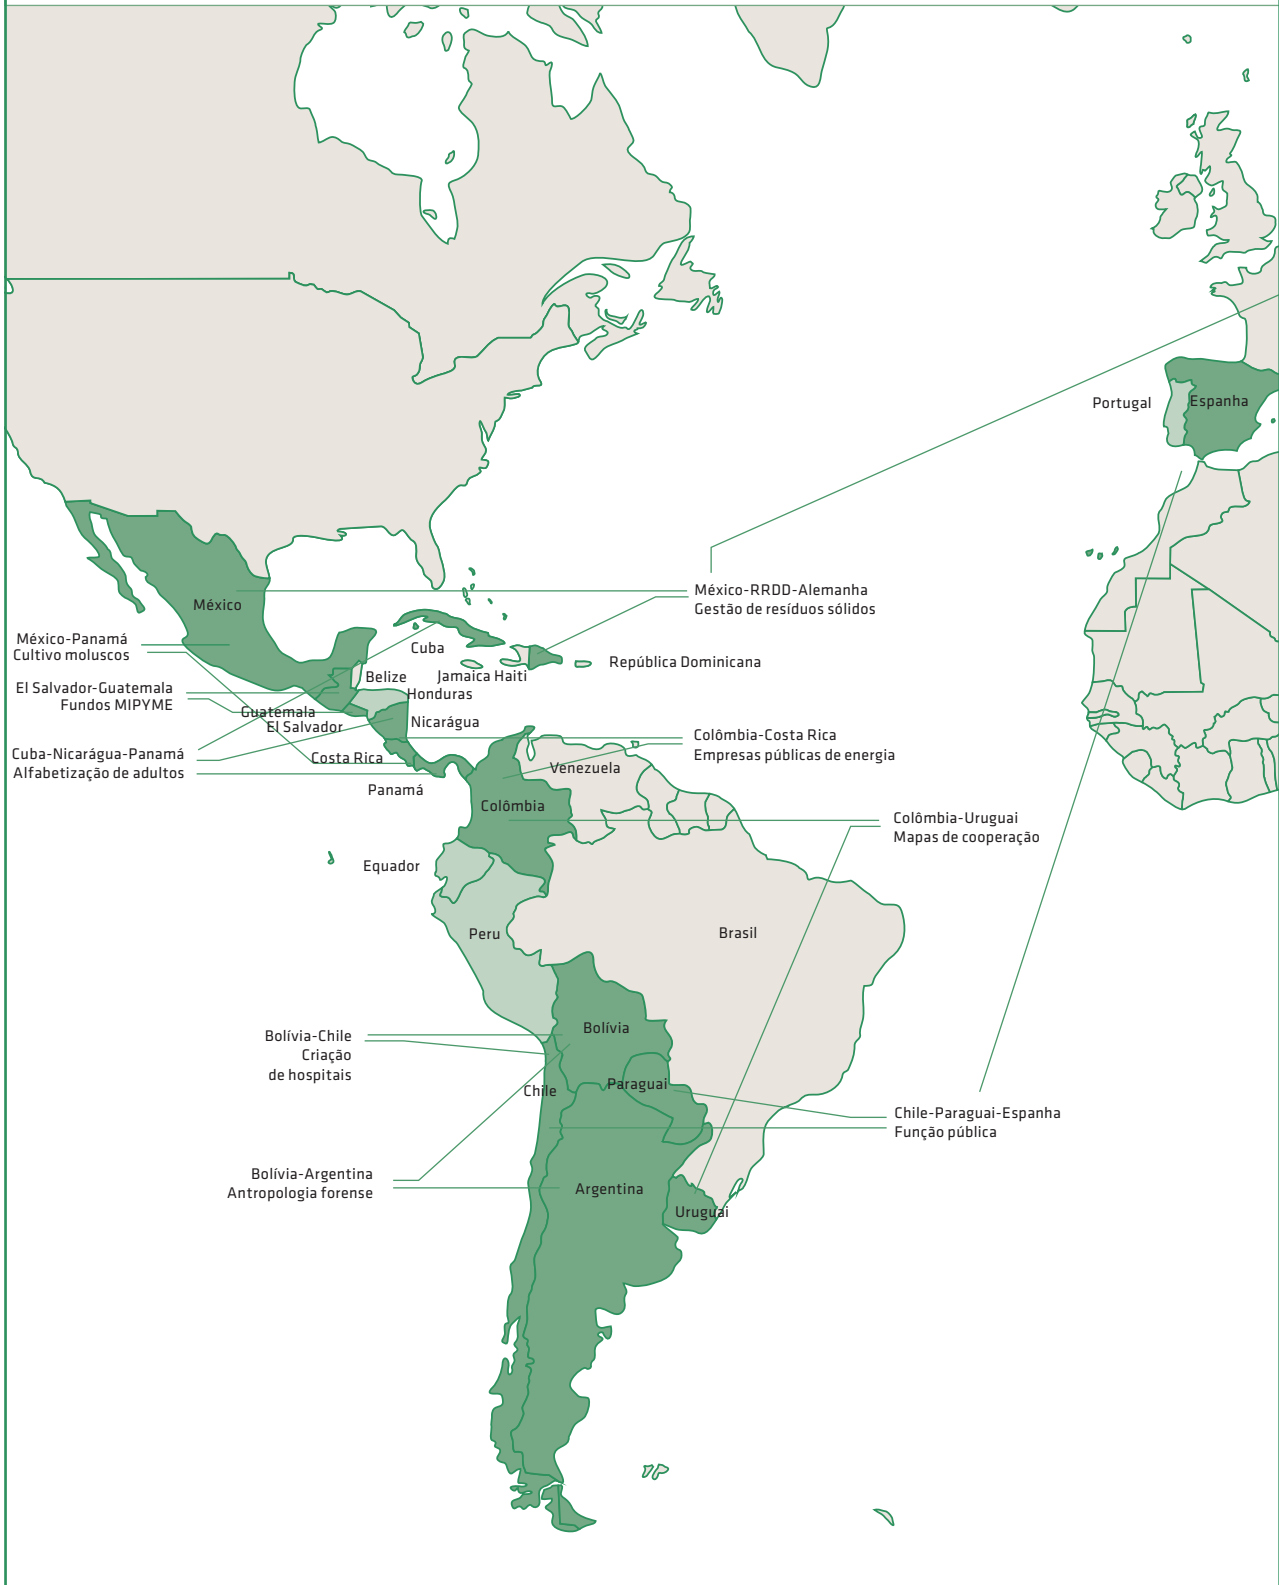 Portugal
Espanha
México
México-RRDD-Alemanha
Gestão de resíduos sólidos
México-Panamá
Cultivo moluscos
Cuba
República Dominicana
Belize
Jamaica
Haiti
El Salvador-Guatemala
Fundos MIPYME
Honduras
Guatemala
El Salvador
Nicarágua
Cuba-Nicarágua-Panamá
Alfabetização de adultos
Costa Rica
Panamá
Colômbia-Costa Rica
Empresas públicas de energia
Venezuela
Colômbia
Colômbia-Uruguai
Mapas de cooperação
Equador
Peru
Brasil
Bolívia-Chile
Criação
de hospitais
Bolívia
Chile
Paraguai
Chile-Paraguai-Espanha
Função pública
Bolívia-Argentina
Antropologia forense
Argentina
Uruguai